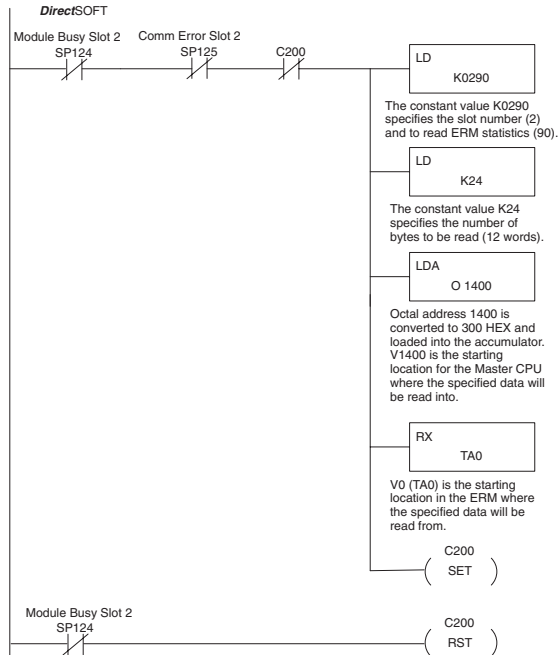 DirectSOFT
Module Busy Slot 2
SP124
Comm Error Slot 2
SP125
C200
LD
K0290
The constant value K0290
specifies the slot number (2)
and to read ERM statistics (90).
LD
K24
The constant value K24
specifies the number of
bytes to be read (12 words).
LDA
O 1400
Octal address 1400 is
converted to 300 HEX and
loaded into the accumulator.
V1400 is the starting
location for the Master CPU
where the specified data will
be read into.
RX
TA0
V0 (TA0) is the starting
location in the ERM where
the specified data will be
read from.
C200
SET
Module Busy Slot 2
SP124
C200
RST